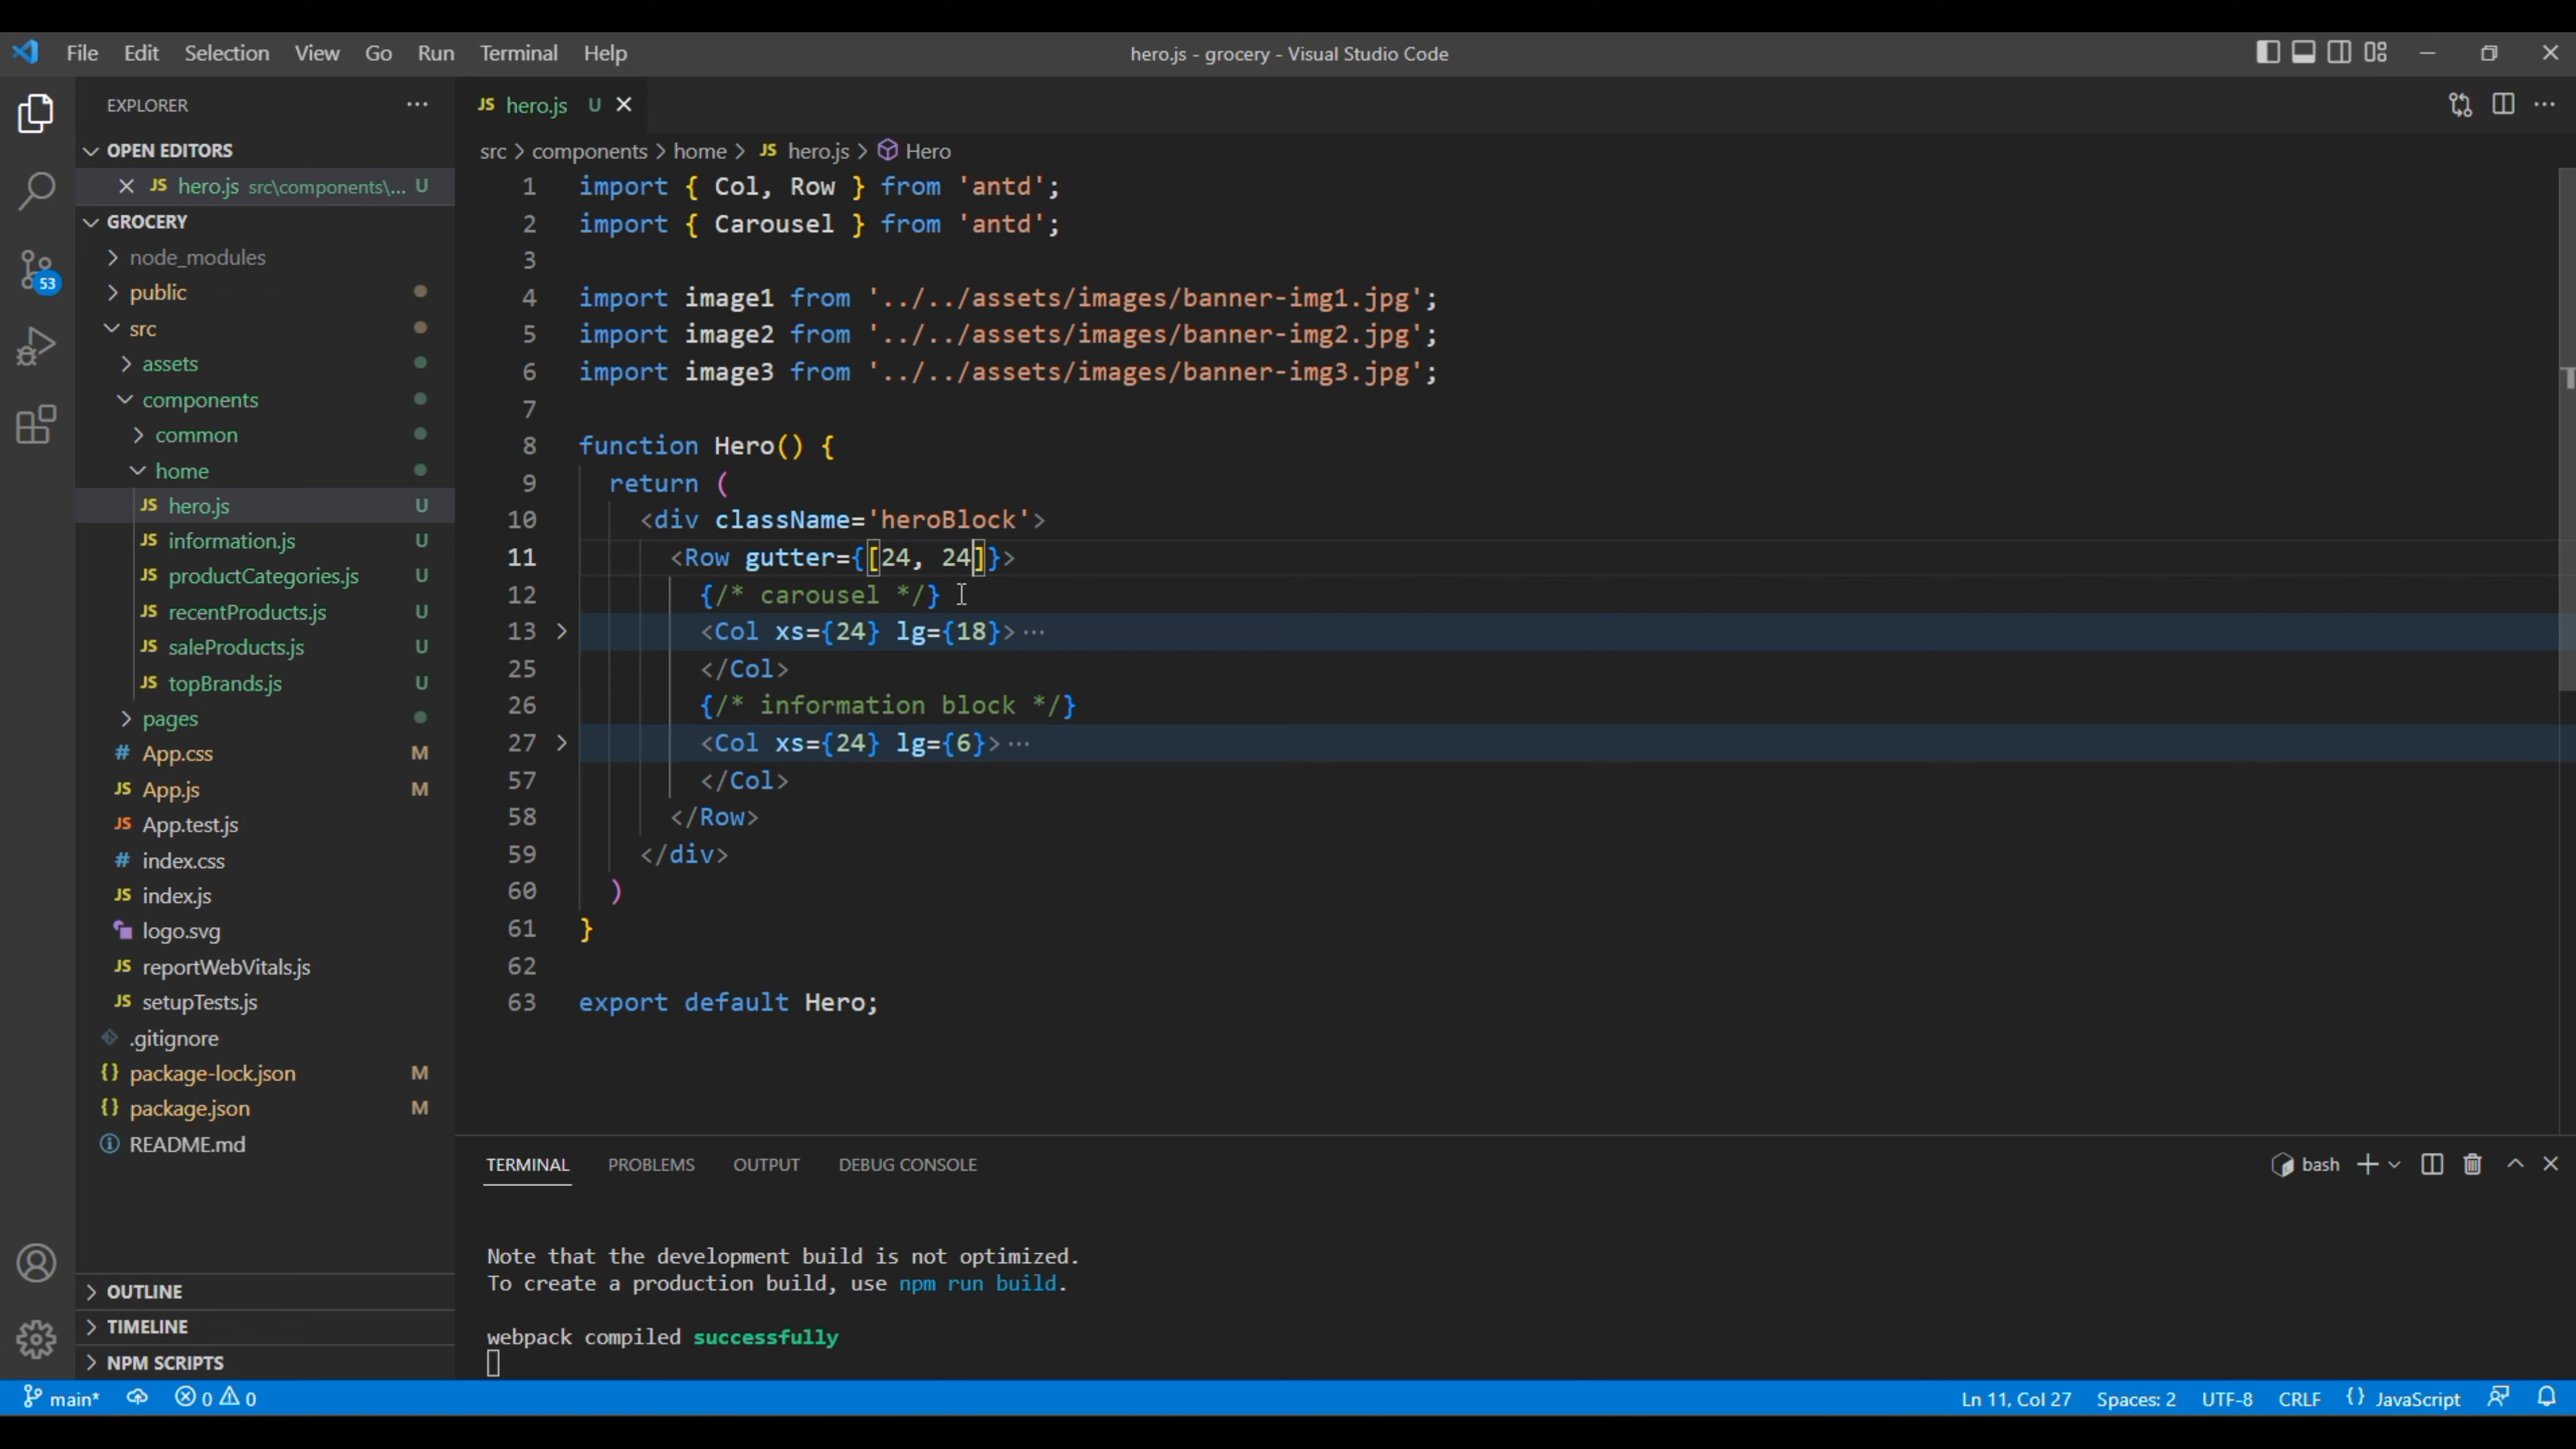 File Edit Selection View Go Run Terminal Help
hero.js - grocery - Visual Studio Code
EXPLORER
OPEN EDITORS
JS hero.js src\components\... U
GROCERY
node_modules
public
src
assets
components
common
home
JS hero.js U
JS information.js U
JS productCategories.js U
JS recentProducts.js U
JS saleProducts.js U
JS topBrands.js U
pages
# App.css M
JS App.js M
JS App.test.js
# index.css
JS index.js
logo.svg
JS reportWebVitals.js
JS setupTests.js
.gitignore
{} package-lock.json M
{} package.json M
README.md
OUTLINE
TIMELINE
NPM SCRIPTS
53
JS hero.js U
src > components > home > JS hero.js > Hero
1 import { Col, Row } from 'antd';
2 import { Carousel } from 'antd';
3
4 import image1 from '../../assets/images/banner-img1.jpg';
5 import image2 from '../../assets/images/banner-img2.jpg';
6 import image3 from '../../assets/images/banner-img3.jpg';
7
8 function Hero() {
9 return (
10 <div className='heroBlock'>
11 <Row gutter={[24, 24]}>
12 {/* carousel */}
13 <Col xs={24} lg={18}>···
25 </Col>
26 {/* information block */}
27 <Col xs={24} lg={6}>···
57 </Col>
58 </Row>
59 </div>
60 )
61 }
62
63 export default Hero;
TERMINAL PROBLEMS OUTPUT DEBUG CONSOLE
bash
Note that the development build is not optimized.
To create a production build, use npm run build.
webpack compiled successfully
main* 0 0
Ln 11, Col 27 Spaces: 2 UTF-8 CRLF {} JavaScript